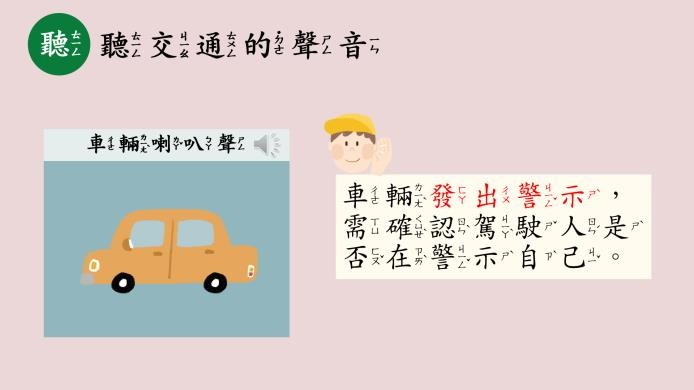 聽 聽交通的聲音
車輛喇叭聲
車輛發出警示，
需確認駕駛人是
否在警示自己。